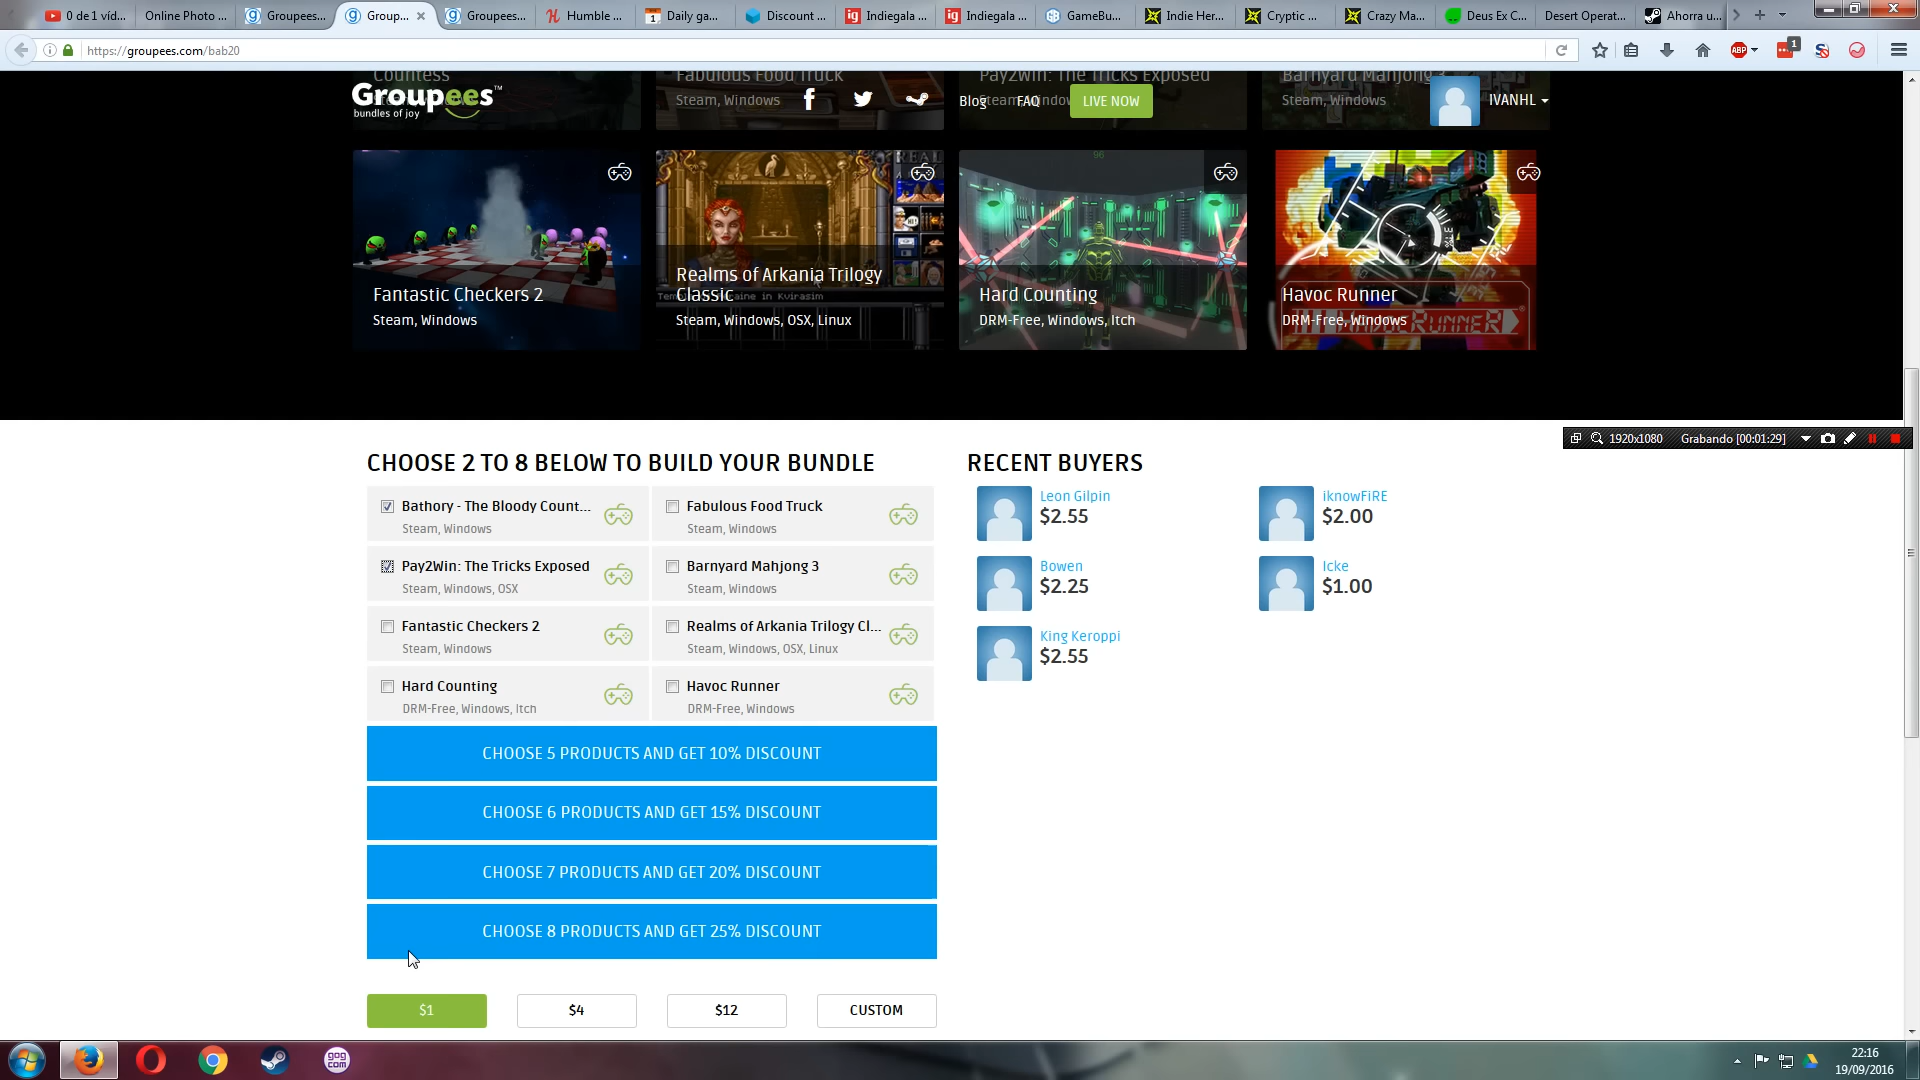 0 de 1 víd...
Online Photo ...
Groupees...
Group...
Groupees...
Humble ...
Daily ga...
Discount ...
Indiegala ...
Indiegala ...
GameBu...
Indie Her...
Cryptic ...
Crazy Ma...
Deus Ex C...
Desert Operat...
Ahorra u...
https://groupees.com/bab20
ABP
1
Countess
Fabulous Food Truck
Pay2Win: The Tricks Exposed
Barnyard Mahjong 3
Steam, Windows
Steam, Windows
Groupees™
bundles of joy
Blog
FAQ
LIVE NOW
IVANHL
Fantastic Checkers 2
Steam, Windows
Realms of Arkania Trilogy
Classic
Steam, Windows, OSX, Linux
Hard Counting
DRM-Free, Windows, Itch
Havoc Runner
DRM-Free, Windows
1920x1080 Grabando [00:01:29]
CHOOSE 2 TO 8 BELOW TO BUILD YOUR BUNDLE
Bathory - The Bloody Count...
Steam, Windows
Fabulous Food Truck
Steam, Windows
Pay2Win: The Tricks Exposed
Steam, Windows, OSX
Barnyard Mahjong 3
Steam, Windows
Fantastic Checkers 2
Steam, Windows
Realms of Arkania Trilogy Cl...
Steam, Windows, OSX, Linux
Hard Counting
DRM-Free, Windows, Itch
Havoc Runner
DRM-Free, Windows
CHOOSE 5 PRODUCTS AND GET 10% DISCOUNT
CHOOSE 6 PRODUCTS AND GET 15% DISCOUNT
CHOOSE 7 PRODUCTS AND GET 20% DISCOUNT
CHOOSE 8 PRODUCTS AND GET 25% DISCOUNT
$1
$4
$12
CUSTOM
RECENT BUYERS
Leon Gilpin
$2.55
iknowFiRE
$2.00
Bowen
$2.25
Icke
$1.00
King Keroppi
$2.55
gog
com
22:16
19/09/2016